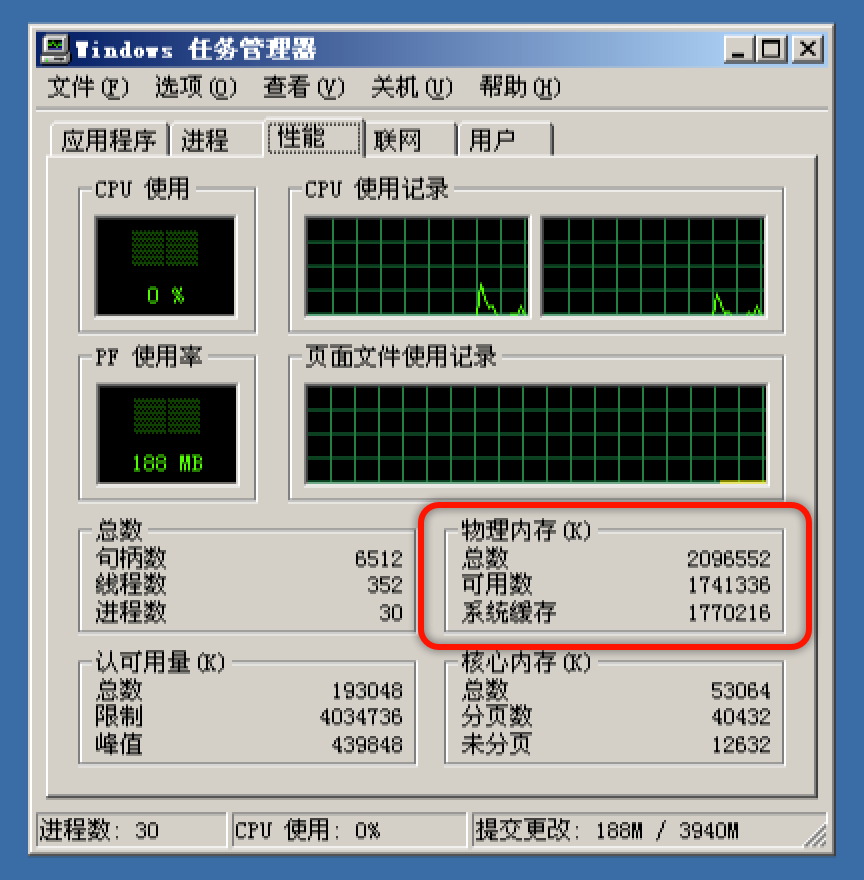 Windows 任务管理器
文件(F) 选项(O) 查看(V) 关机(U) 帮助(H)
应用程序 进程 性能 联网 用户
CPU 使用 CPU 使用记录
0 %
PF 使用率 页面文件使用记录
188 MB
总数
句柄数 6512
线程数 352
进程数 30
物理内存(K)
总数 2096552
可用数 1741336
系统缓存 1770216
认可用量(K)
总数 193048
限制 4034736
峰值 439848
核心内存(K)
总数 53064
分页数 40432
未分页 12632
进程数: 30 CPU 使用: 0% 提交更改: 188M / 3940M